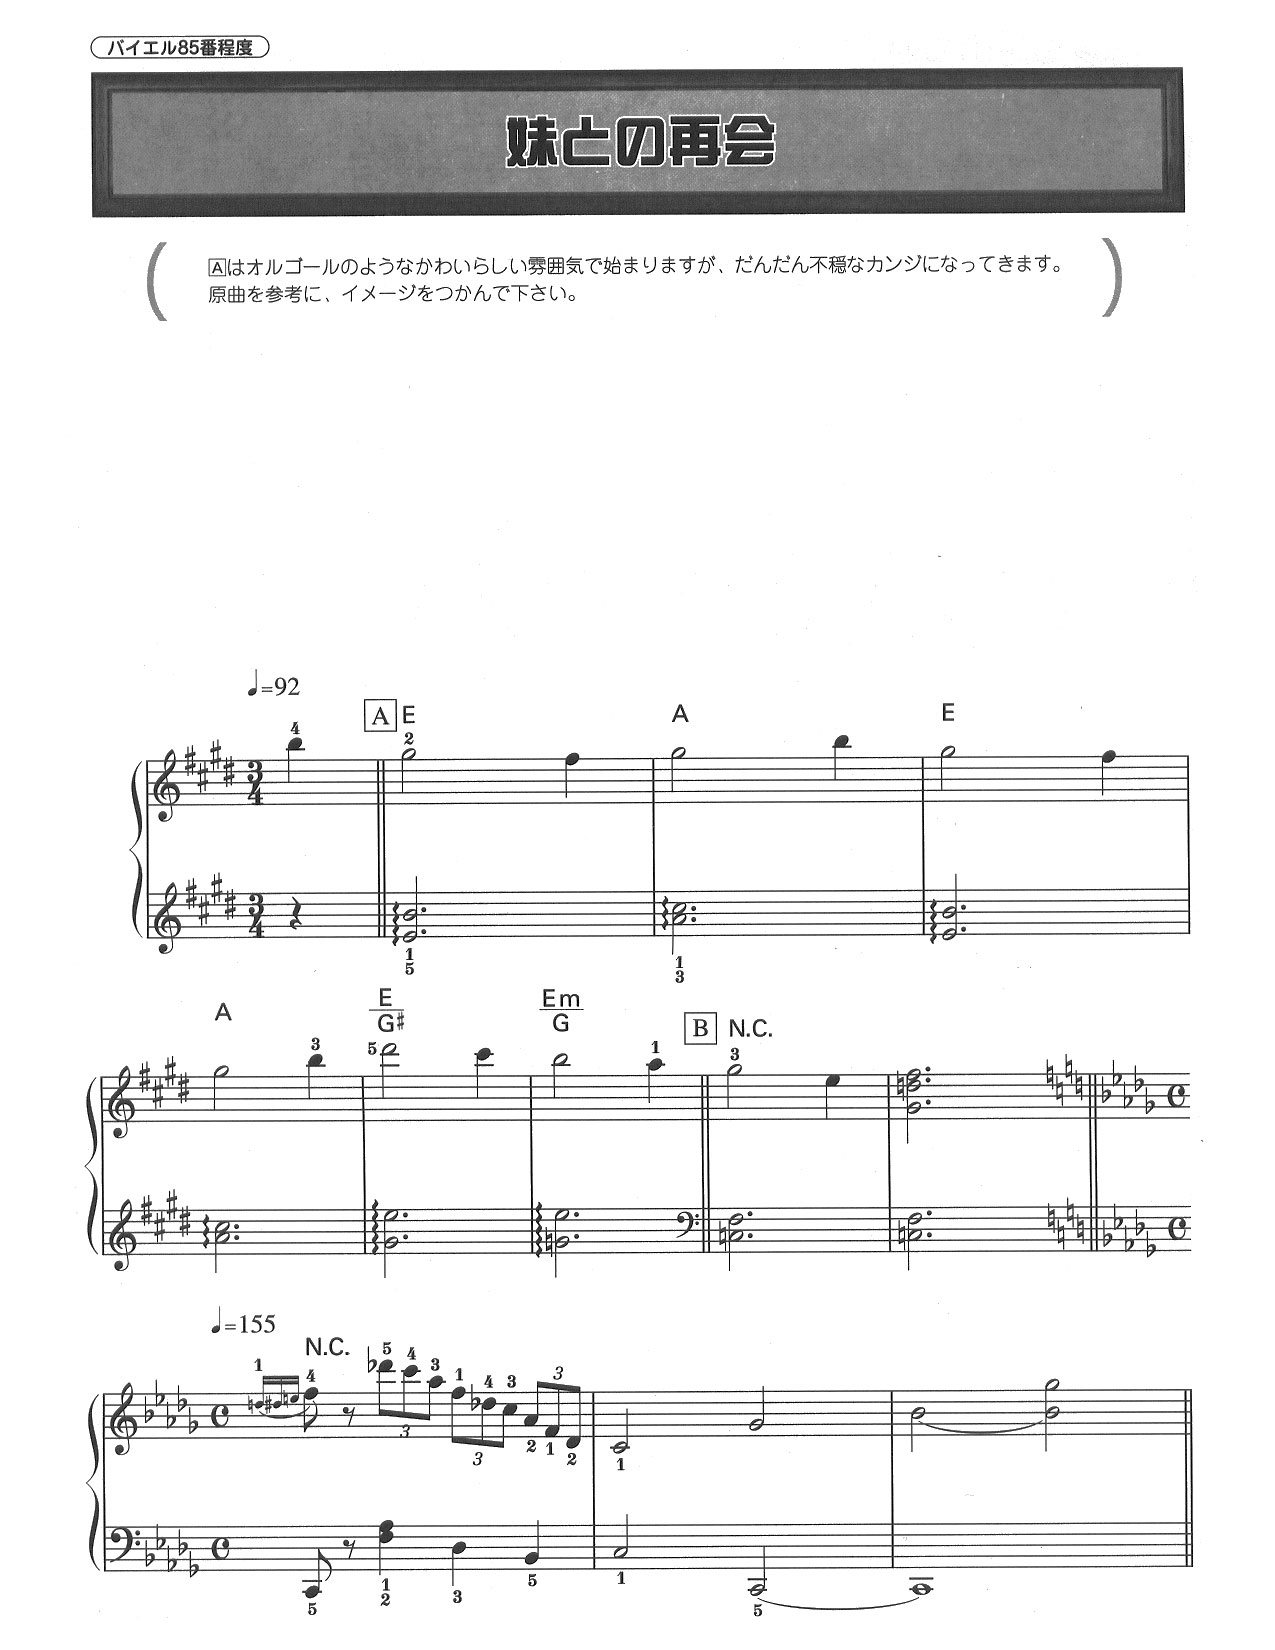 バイエル85番程度
妹との再会
Aはオルゴールのようなかわいらしい雰囲気で始まりますが、だんだん不穏なカンジになってきます。
原曲を参考に、イメージをつかんで下さい。
♩=92
A E A E
4 2
3 4
3 4
1 1
5 3
A E/G♯ Em/G B N.C.
3 5 1 3
♩=155
N.C.
1 4 5 4 3 1 4 3 3
3 3 2 1 2 1
5 1 2 3 5 1 5